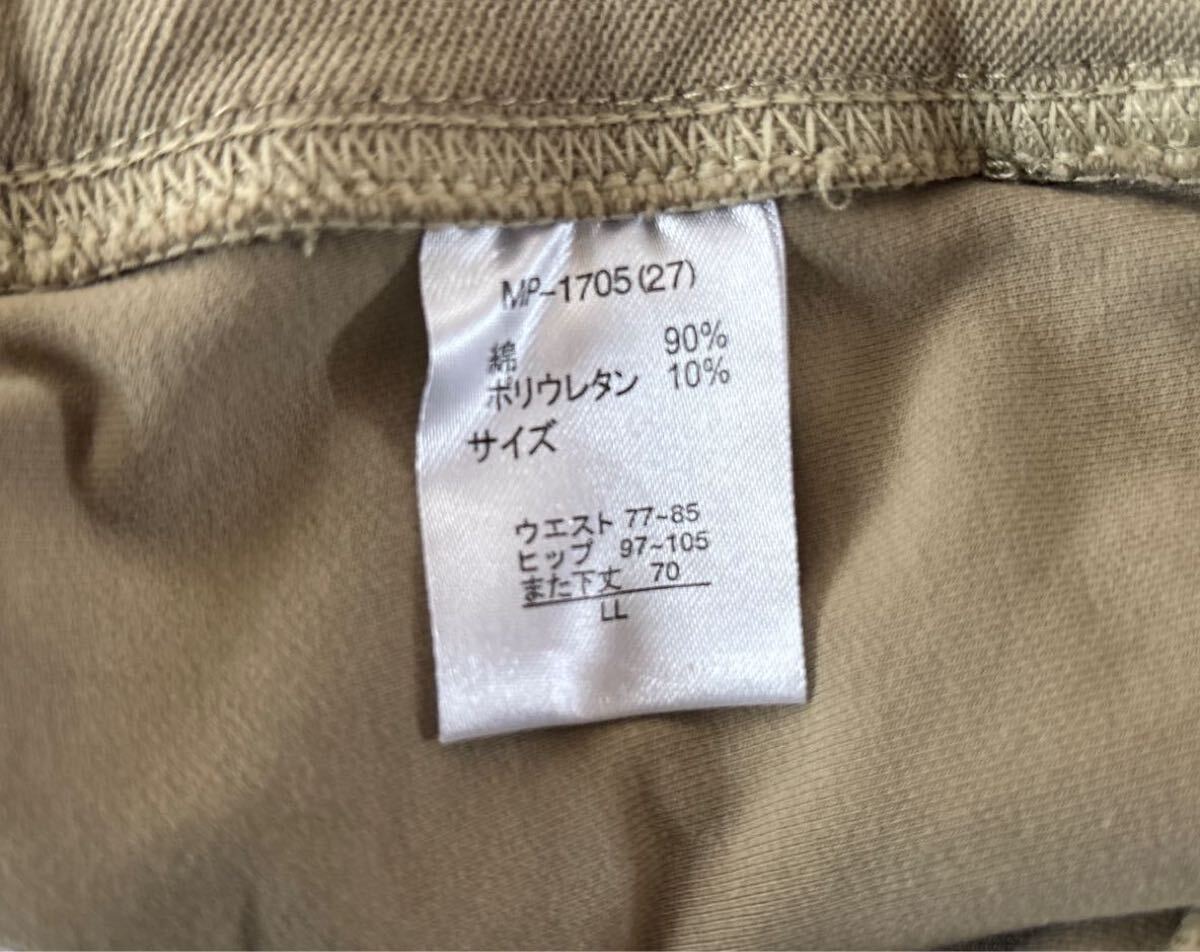 MP-1705(27)
綿 90%
ポリウレタン 10%
サイズ
ウエスト 77~85
ヒップ 97~105
また下丈 70
LL